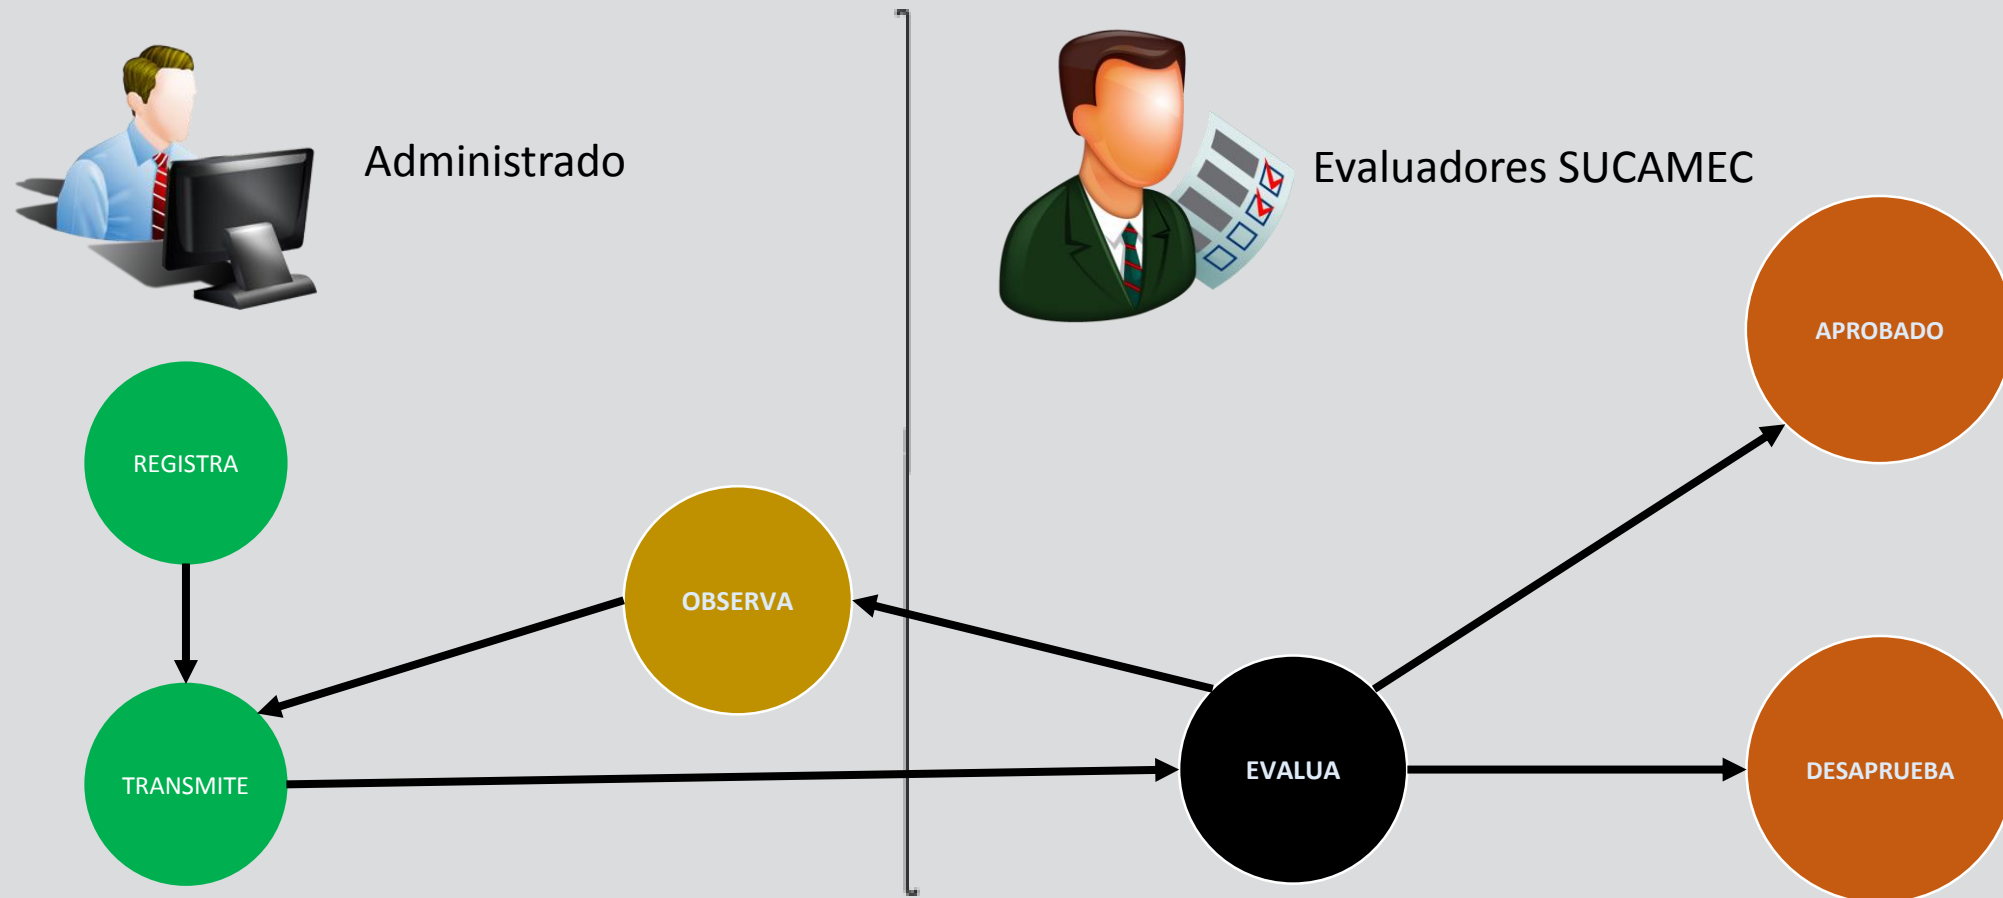 Administrado
Evaluadores SUCAMEC
APROBADO
REGISTRA
OBSERVA
TRANSMITE
EVALUA
DESAPRUEBA